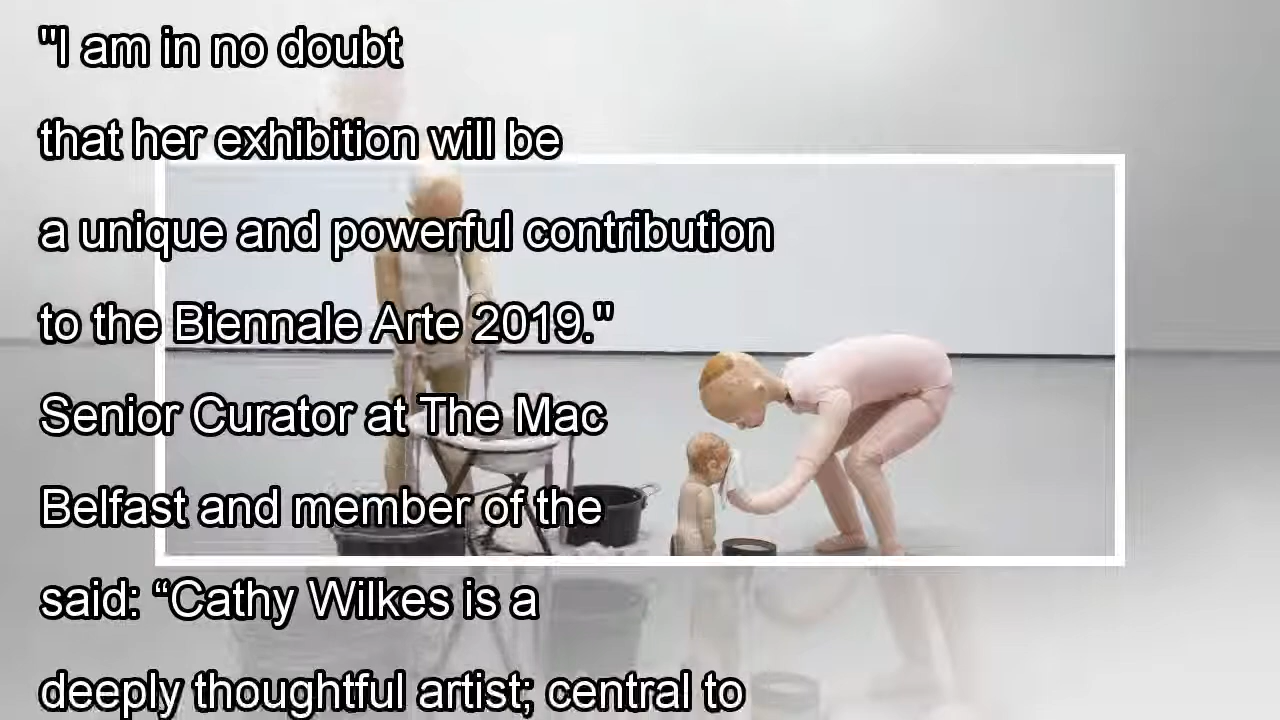 "I am in no doubt
that her exhibition will be
a unique and powerful contribution
to the Biennale Arte 2019."
Senior Curator at The Mac
Belfast and member of the
said: “Cathy Wilkes is a
deeply thoughtful artist; central to